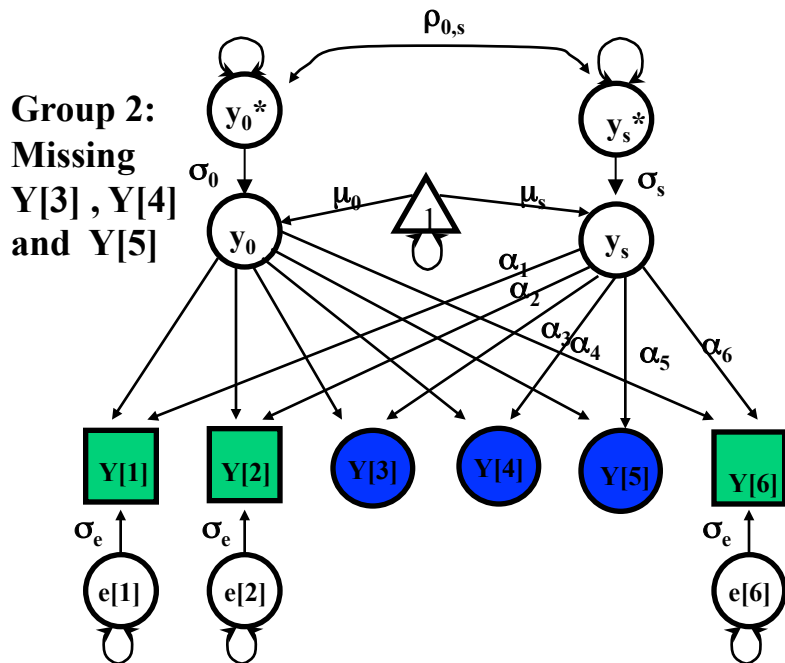 ρ₀,ₛ
y₀*
yₛ*
Group 2:
Missing
Y[3] , Y[4]
and Y[5]
σ₀
σₛ
μ₀
1
μₛ
y₀
yₛ
α₁
α₂
α₃
α₄
α₅
α₆
Y[1]
Y[2]
Y[3]
Y[4]
Y[5]
Y[6]
σₑ
σₑ
σₑ
e[1]
e[2]
e[6]